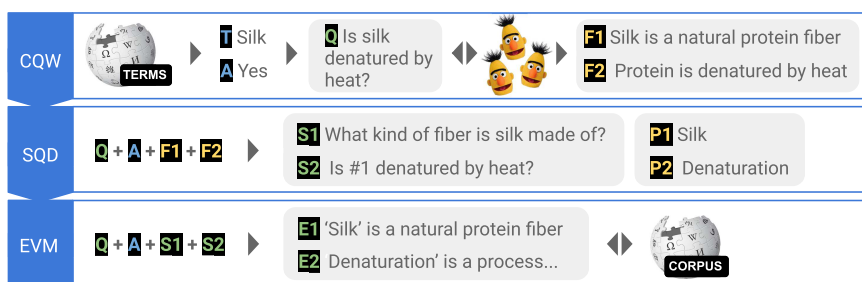 CQW
TERMS
T Silk
A Yes
Q Is silk
denatured by
heat?
F1 Silk is a natural protein fiber
F2 Protein is denatured by heat
SQD
Q + A + F1 + F2
S1 What kind of fiber is silk made of?
S2 Is #1 denatured by heat?
P1 Silk
P2 Denaturation
EVM
Q + A + S1 + S2
E1 ‘Silk’ is a natural protein fiber
E2 ‘Denaturation’ is a process...
CORPUS